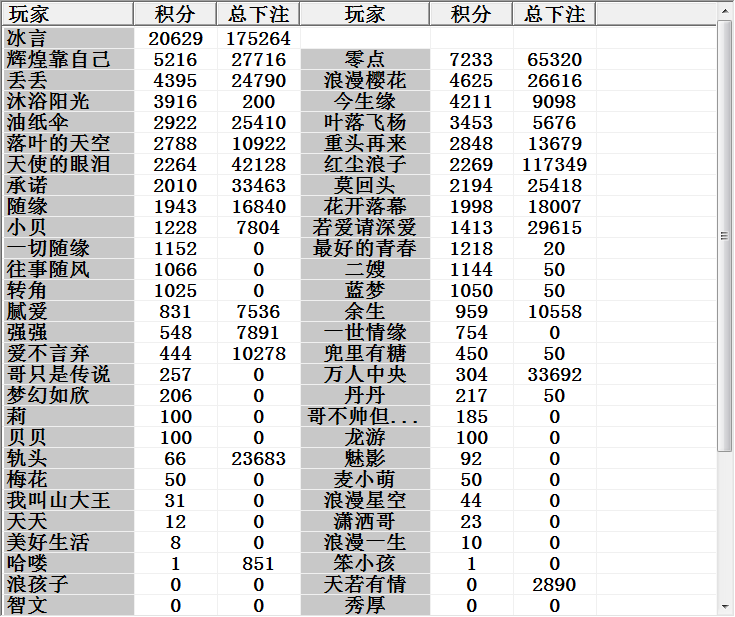 玩家 积分 总下注 玩家 积分 总下注
冰言 20629 175264
辉煌靠自己 5216 27716 零点 7233 65320
丢丢 4395 24790 浪漫樱花 4625 26616
沐浴阳光 3916 200 今生缘 4211 9098
油纸伞 2922 25410 叶落飞杨 3453 5676
落叶的天空 2788 10922 重头再来 2848 13679
天使的眼泪 2264 42128 红尘浪子 2269 117349
承诺 2010 33463 莫回头 2194 25418
随缘 1943 16840 花开落幕 1998 18007
小贝 1228 7804 若爱请深爱 1413 29615
一切随缘 1152 0 最好的青春 1218 20
往事随风 1066 0 二嫂 1144 50
转角 1025 0 蓝梦 1050 50
腻爱 831 7536 余生 959 10558
强强 548 7891 一世情缘 754 0
爱不言弃 444 10278 兜里有糖 450 50
哥只是传说 257 0 万人中央 304 33692
梦幻如欣 206 0 丹丹 217 50
莉 100 0 哥不帅但... 185 0
贝贝 100 0 龙游 100 0
轨头 66 23683 魅影 92 0
梅花 50 0 麦小萌 50 0
我叫山大王 31 0 浪漫星空 44 0
天天 12 0 潇洒哥 23 0
美好生活 8 0 浪漫一生 10 0
哈喽 1 851 笨小孩 1 0
浪孩子 0 0 天若有情 0 2890
智文 0 0 秀厚 0 0